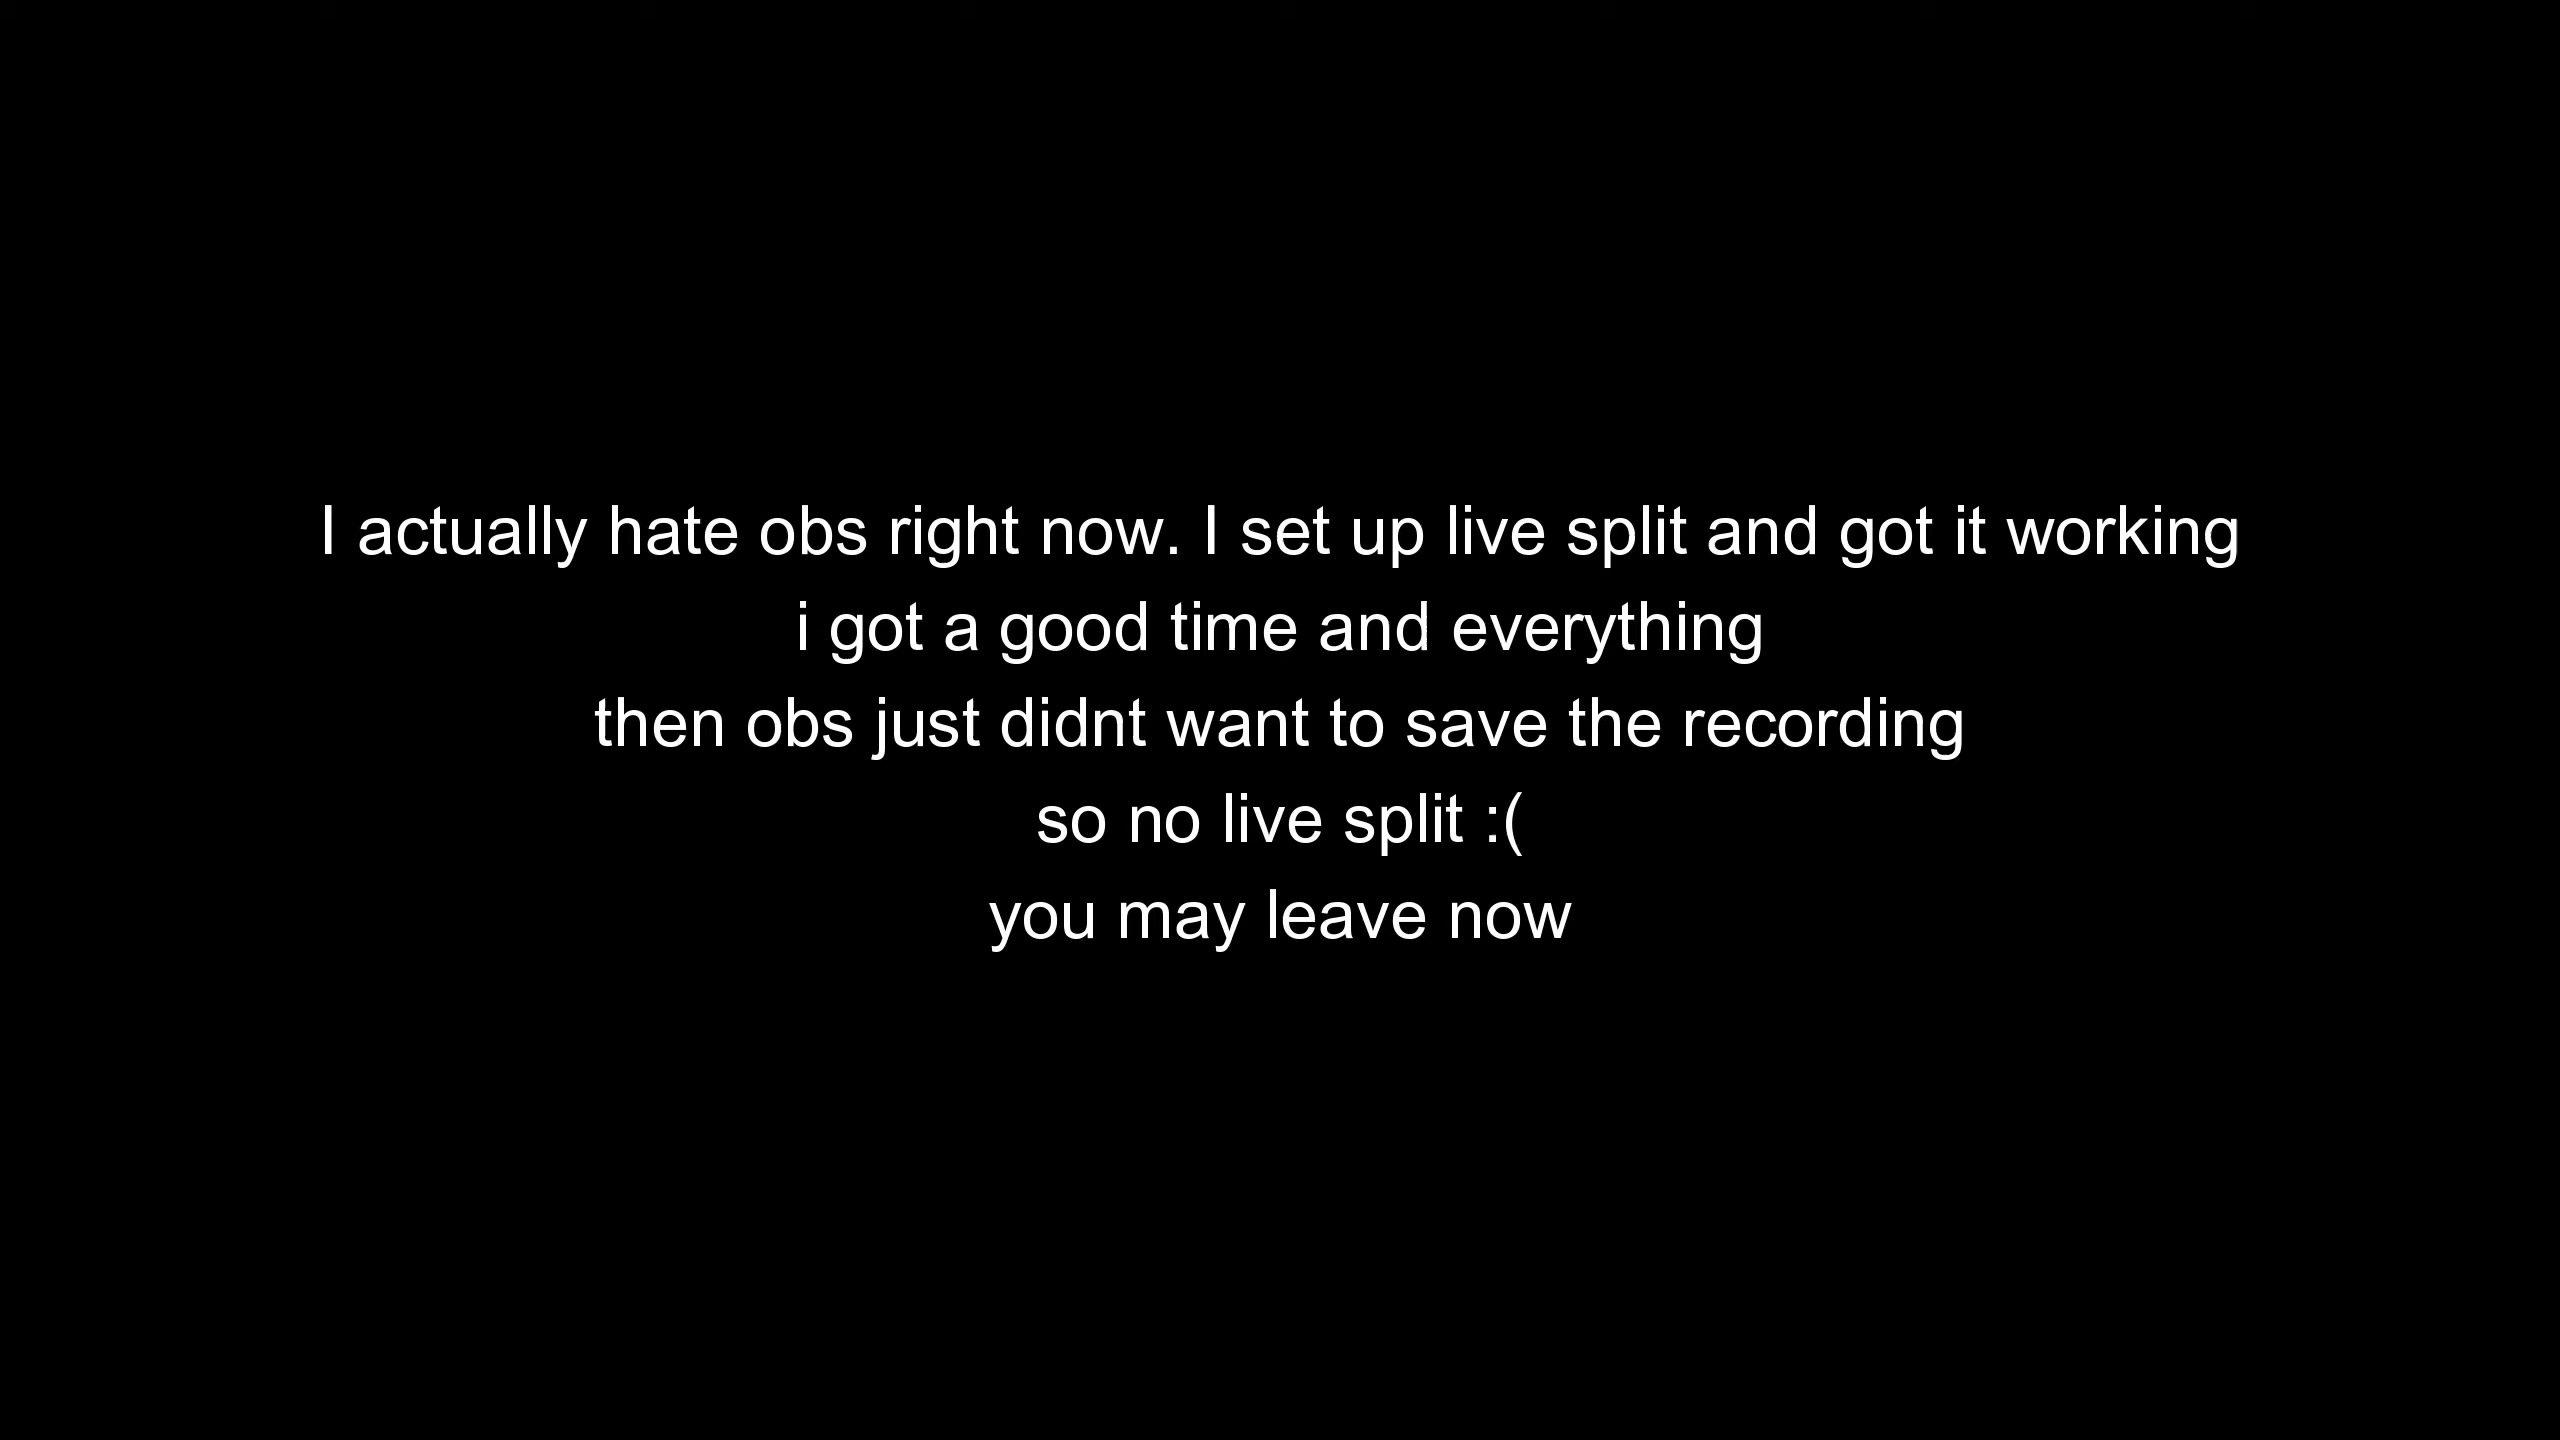 I actually hate obs right now. I set up live split and got it working
i got a good time and everything
then obs just didnt want to save the recording
so no live split :(
you may leave now